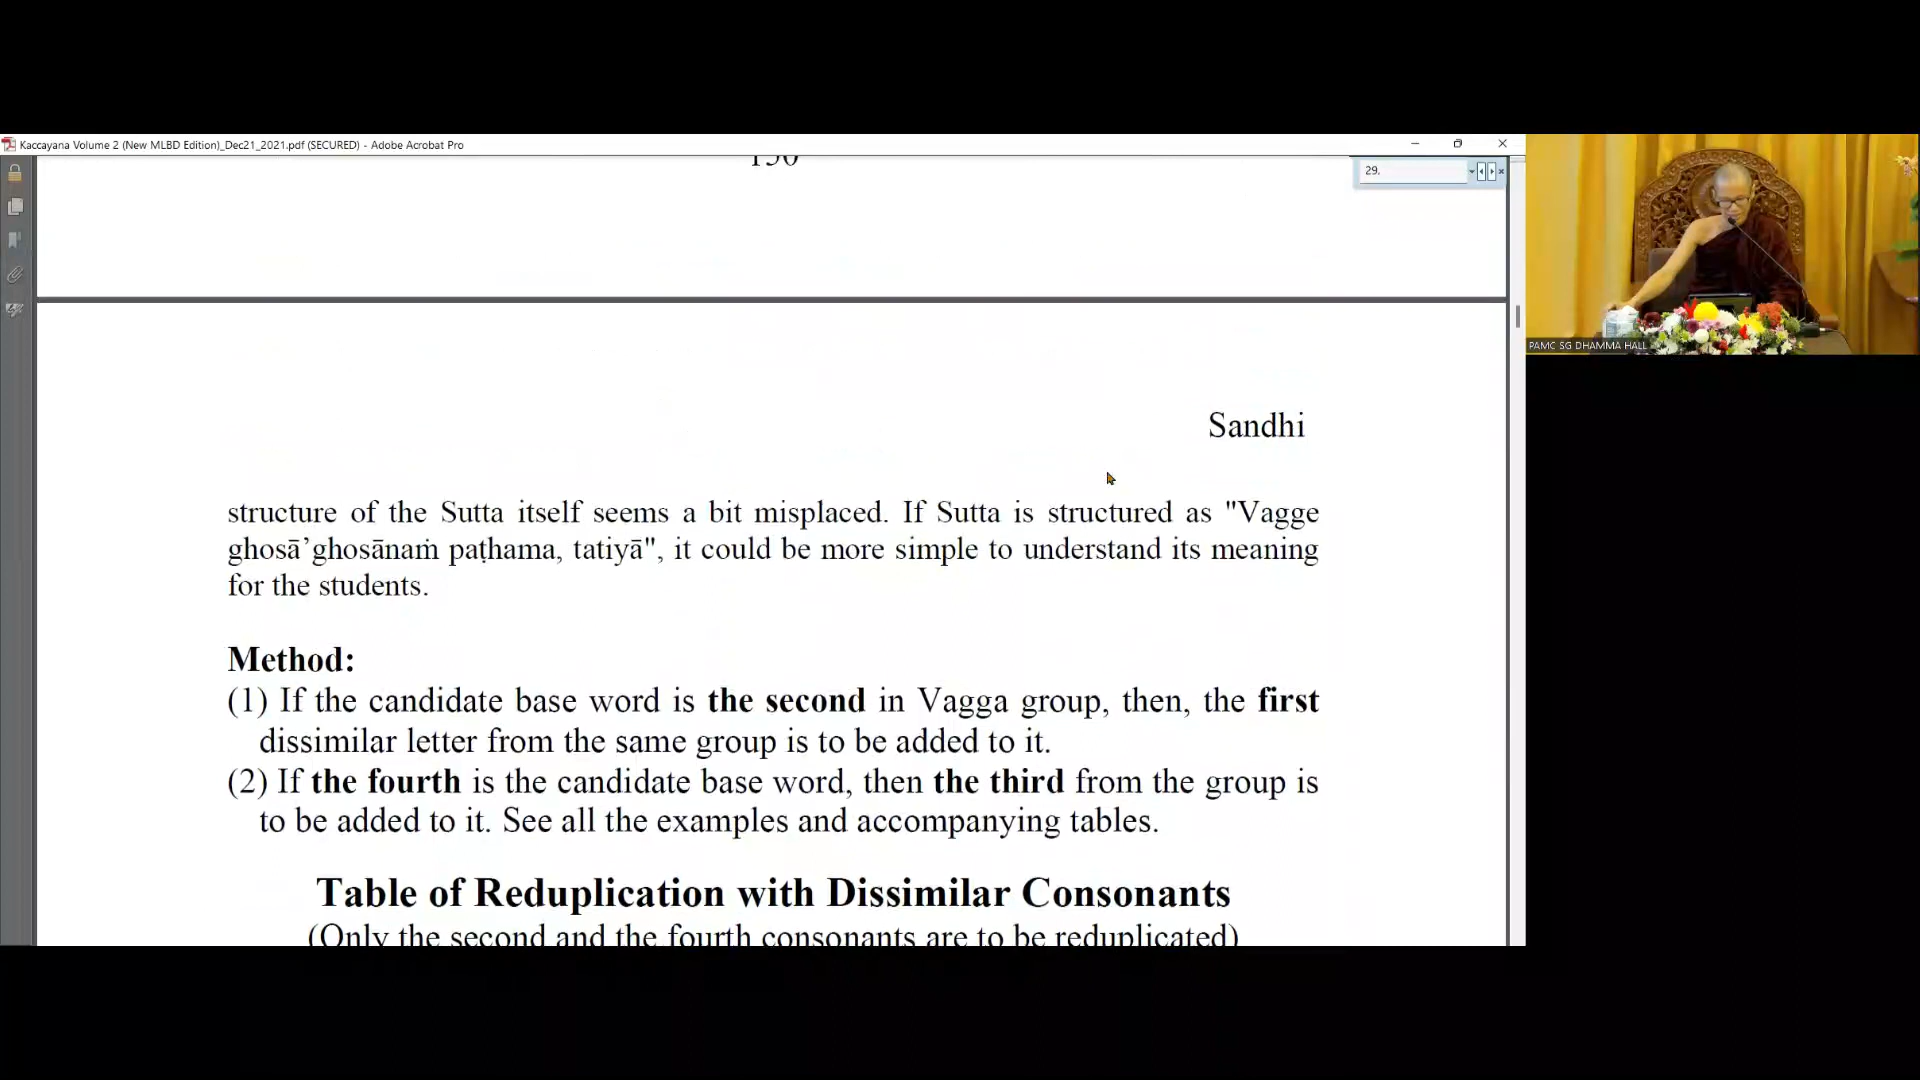 Kaccayana Volume 2 (New MLBD Edition)_Dec21_2021.pdf (SECURED) - Adobe Acrobat Pro
150
29.
Sandhi
structure of the Sutta itself seems a bit misplaced. If Sutta is structured as "Vagge
ghosā’ghosānaṁ paṭhama, tatiyā", it could be more simple to understand its meaning
for the students.
Method:
(1) If the candidate base word is the second in Vagga group, then, the first
dissimilar letter from the same group is to be added to it.
(2) If the fourth is the candidate base word, then the third from the group is
to be added to it. See all the examples and accompanying tables.
Table of Reduplication with Dissimilar Consonants
(Only the second and the fourth consonants are to be reduplicated)
PAMC SG DHAMMA HALL